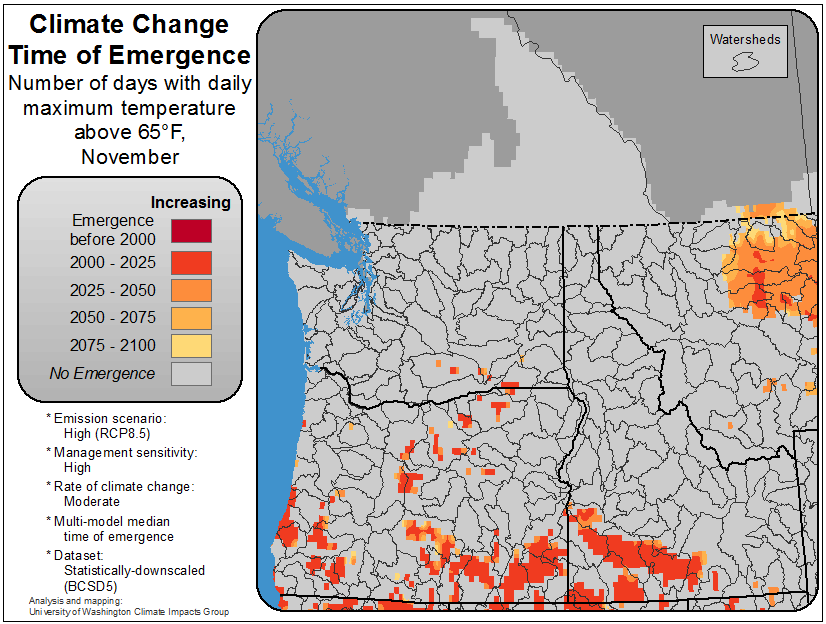 Climate Change
Time of Emergence
Number of days with daily
maximum temperature
above 65°F,
November
Increasing
Emergence
before 2000
2000 - 2025
2025 - 2050
2050 - 2075
2075 - 2100
No Emergence
* Emission scenario:
High (RCP8.5)
* Management sensitivity:
High
* Rate of climate change:
Moderate
* Multi-model median
time of emergence
* Dataset:
Statistically-downscaled
(BCSD5)
Analysis and mapping:
University of Washington Climate Impacts Group
Watersheds